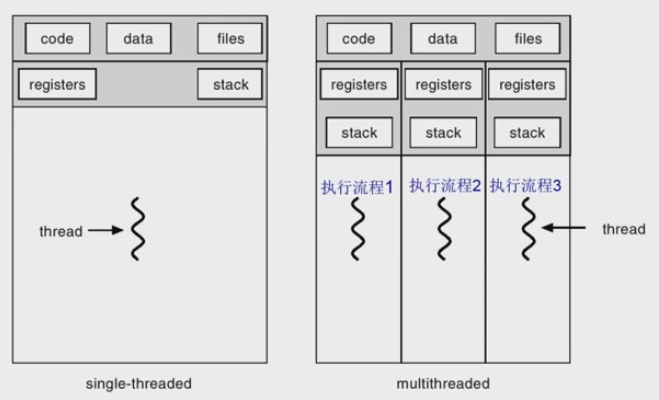 code data files
registers stack
thread
single-threaded
code data files
registers registers registers
stack stack stack
执行流程1 执行流程2 执行流程3
thread
multithreaded